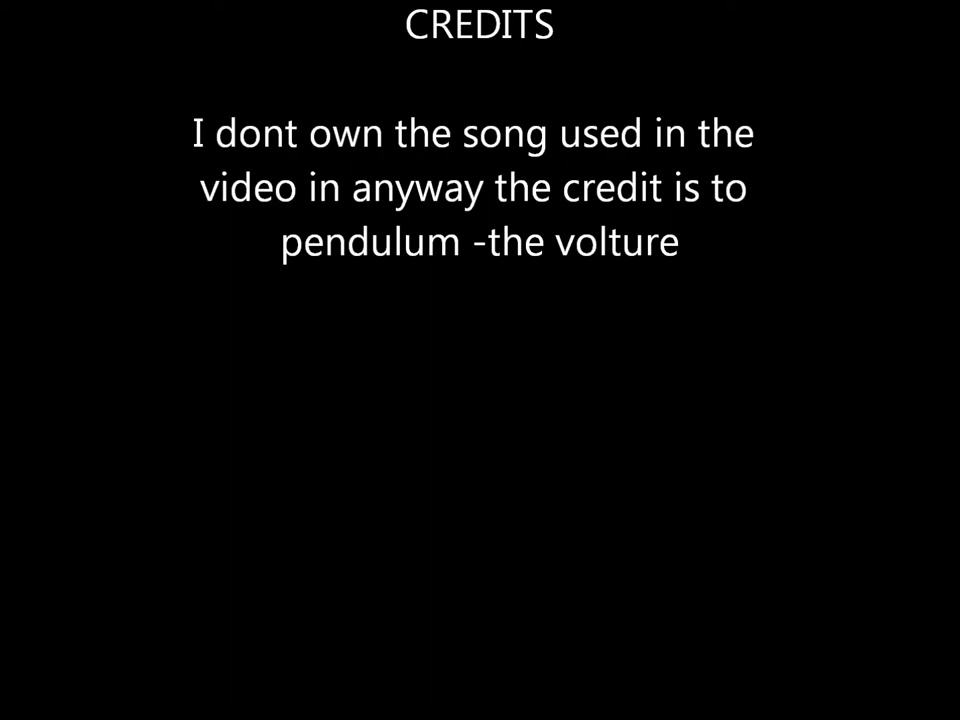 CREDITS
I dont own the song used in the
video in anyway the credit is to
pendulum -the volture